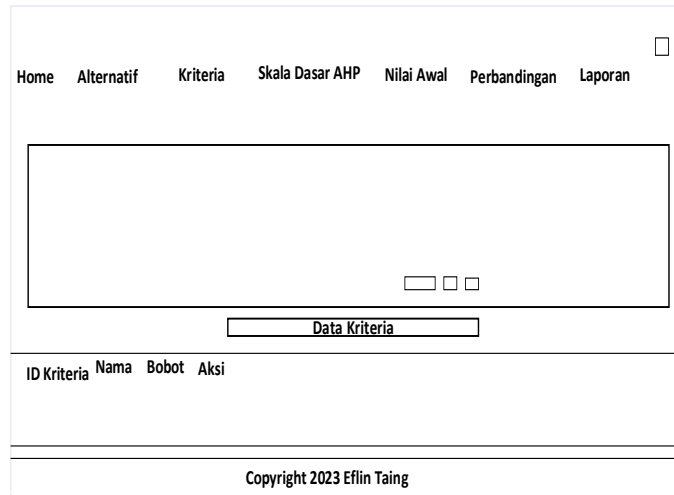 Home Alternatif Kriteria Skala Dasar AHP Nilai Awal Perbandingan Laporan
Data Kriteria
ID Kriteria Nama Bobot Aksi
Copyright 2023 Eflin Taing